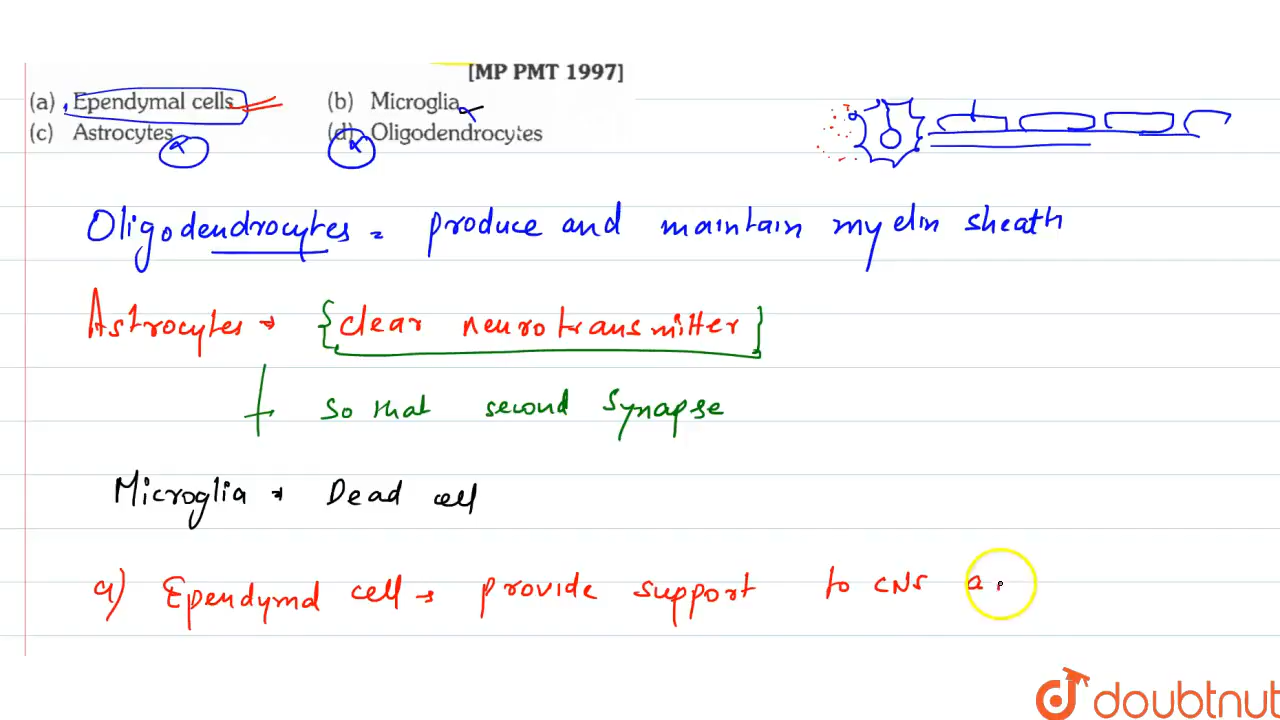 [MP PMT 1997]
(a) Ependymal cells (b) Microglia
(c) Astrocytes (d) Oligodendrocytes
Oligodendrocytes = produce and maintain myelin sheath
Astrocytes → {clear neurotransmitter}
so that second synapse
Microglia → Dead cell
a) Ependymal cell → provide support to CNS a
doubtnut